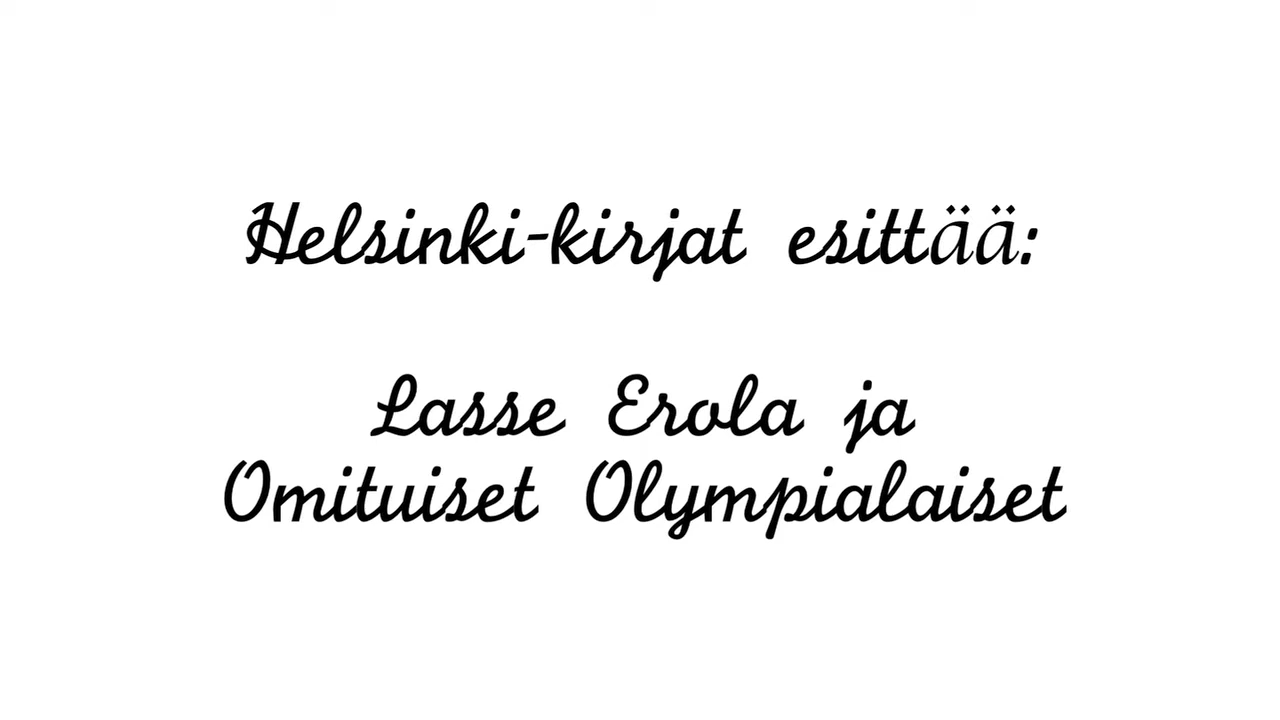 Helsinki-kirjat esittää:
Lasse Erola ja
Omituiset Olympialaiset